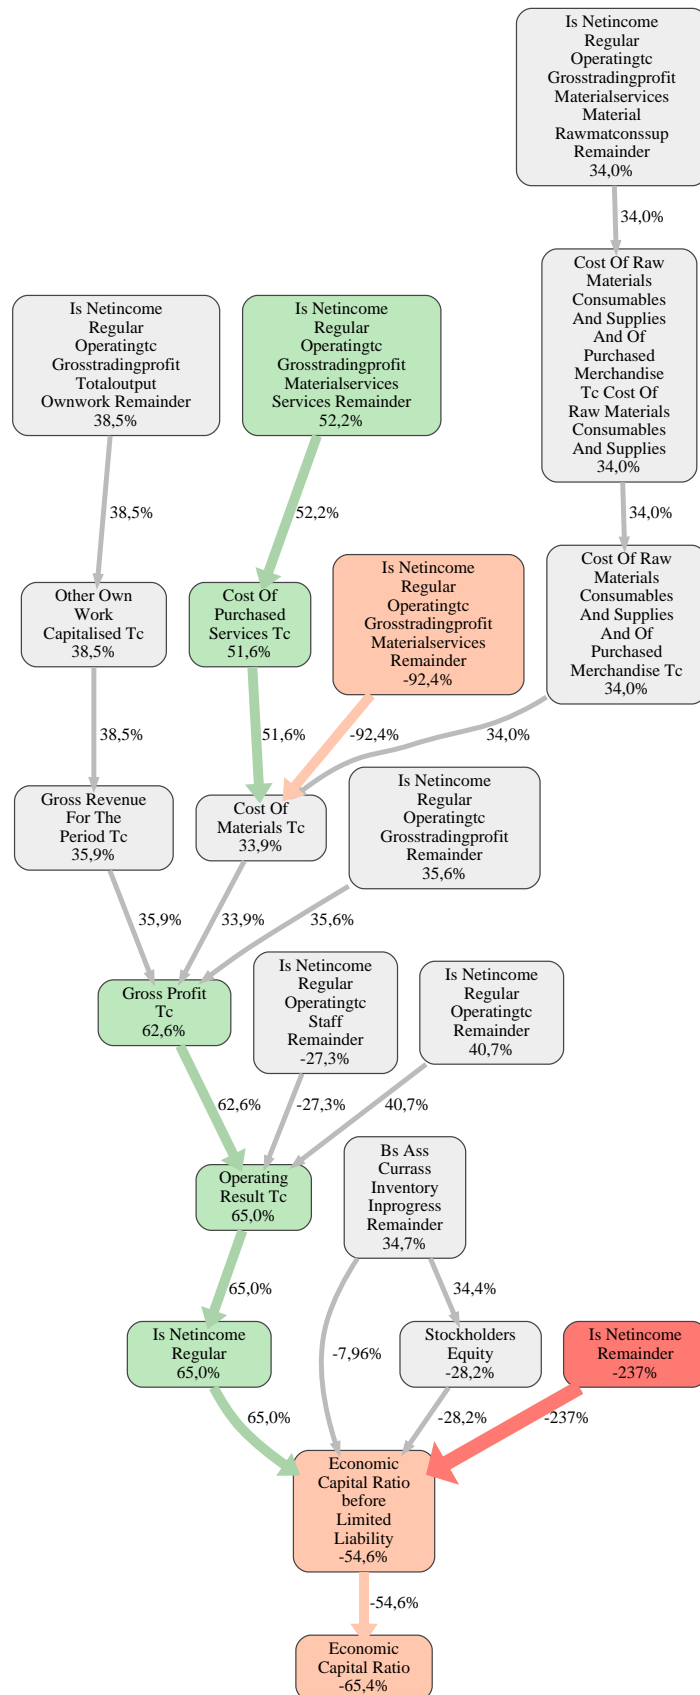 Is Netincome
Regular
Operatingtc
Grosstradingprofit
Materialservices
Material
Rawmatconssup
Remainder
34,0%
34,0%
Cost Of Raw
Materials
Consumables
And Supplies
And Of
Purchased
Merchandise
Tc Cost Of
Raw Materials
Consumables
And Supplies
34,0%
Is Netincome
Regular
Operatingtc
Grosstradingprofit
Totaloutput
Ownwork Remainder
38,5%
Is Netincome
Regular
Operatingtc
Grosstradingprofit
Materialservices
Services Remainder
52,2%
38,5%
52,2%
34,0%
Other Own
Work
Capitalised Tc
38,5%
Cost Of
Purchased
Services Tc
51,6%
Is Netincome
Regular
Operatingtc
Grosstradingprofit
Materialservices
Remainder
-92,4%
Cost Of Raw
Materials
Consumables
And Supplies
And Of
Purchased
Merchandise Tc
34,0%
38,5%
51,6%
-92,4%
34,0%
Gross Revenue
For The
Period Tc
35,9%
Cost Of
Materials Tc
33,9%
Is Netincome
Regular
Operatingtc
Grosstradingprofit
Remainder
35,6%
35,9%
33,9%
35,6%
Gross Profit
Tc
62,6%
Is Netincome
Regular
Operatingtc
Staff
Remainder
-27,3%
Is Netincome
Regular
Operatingtc
Remainder
40,7%
62,6%
-27,3%
40,7%
Operating
Result Tc
65,0%
Bs Ass
Currass
Inventory
Inprogress
Remainder
34,7%
65,0%
34,4%
Is Netincome
Regular
65,0%
-7,96%
Stockholders
Equity
-28,2%
Is Netincome
Remainder
-237%
65,0%
-28,2%
-237%
Economic
Capital Ratio
before
Limited
Liability
-54,6%
-54,6%
Economic
Capital Ratio
-65,4%